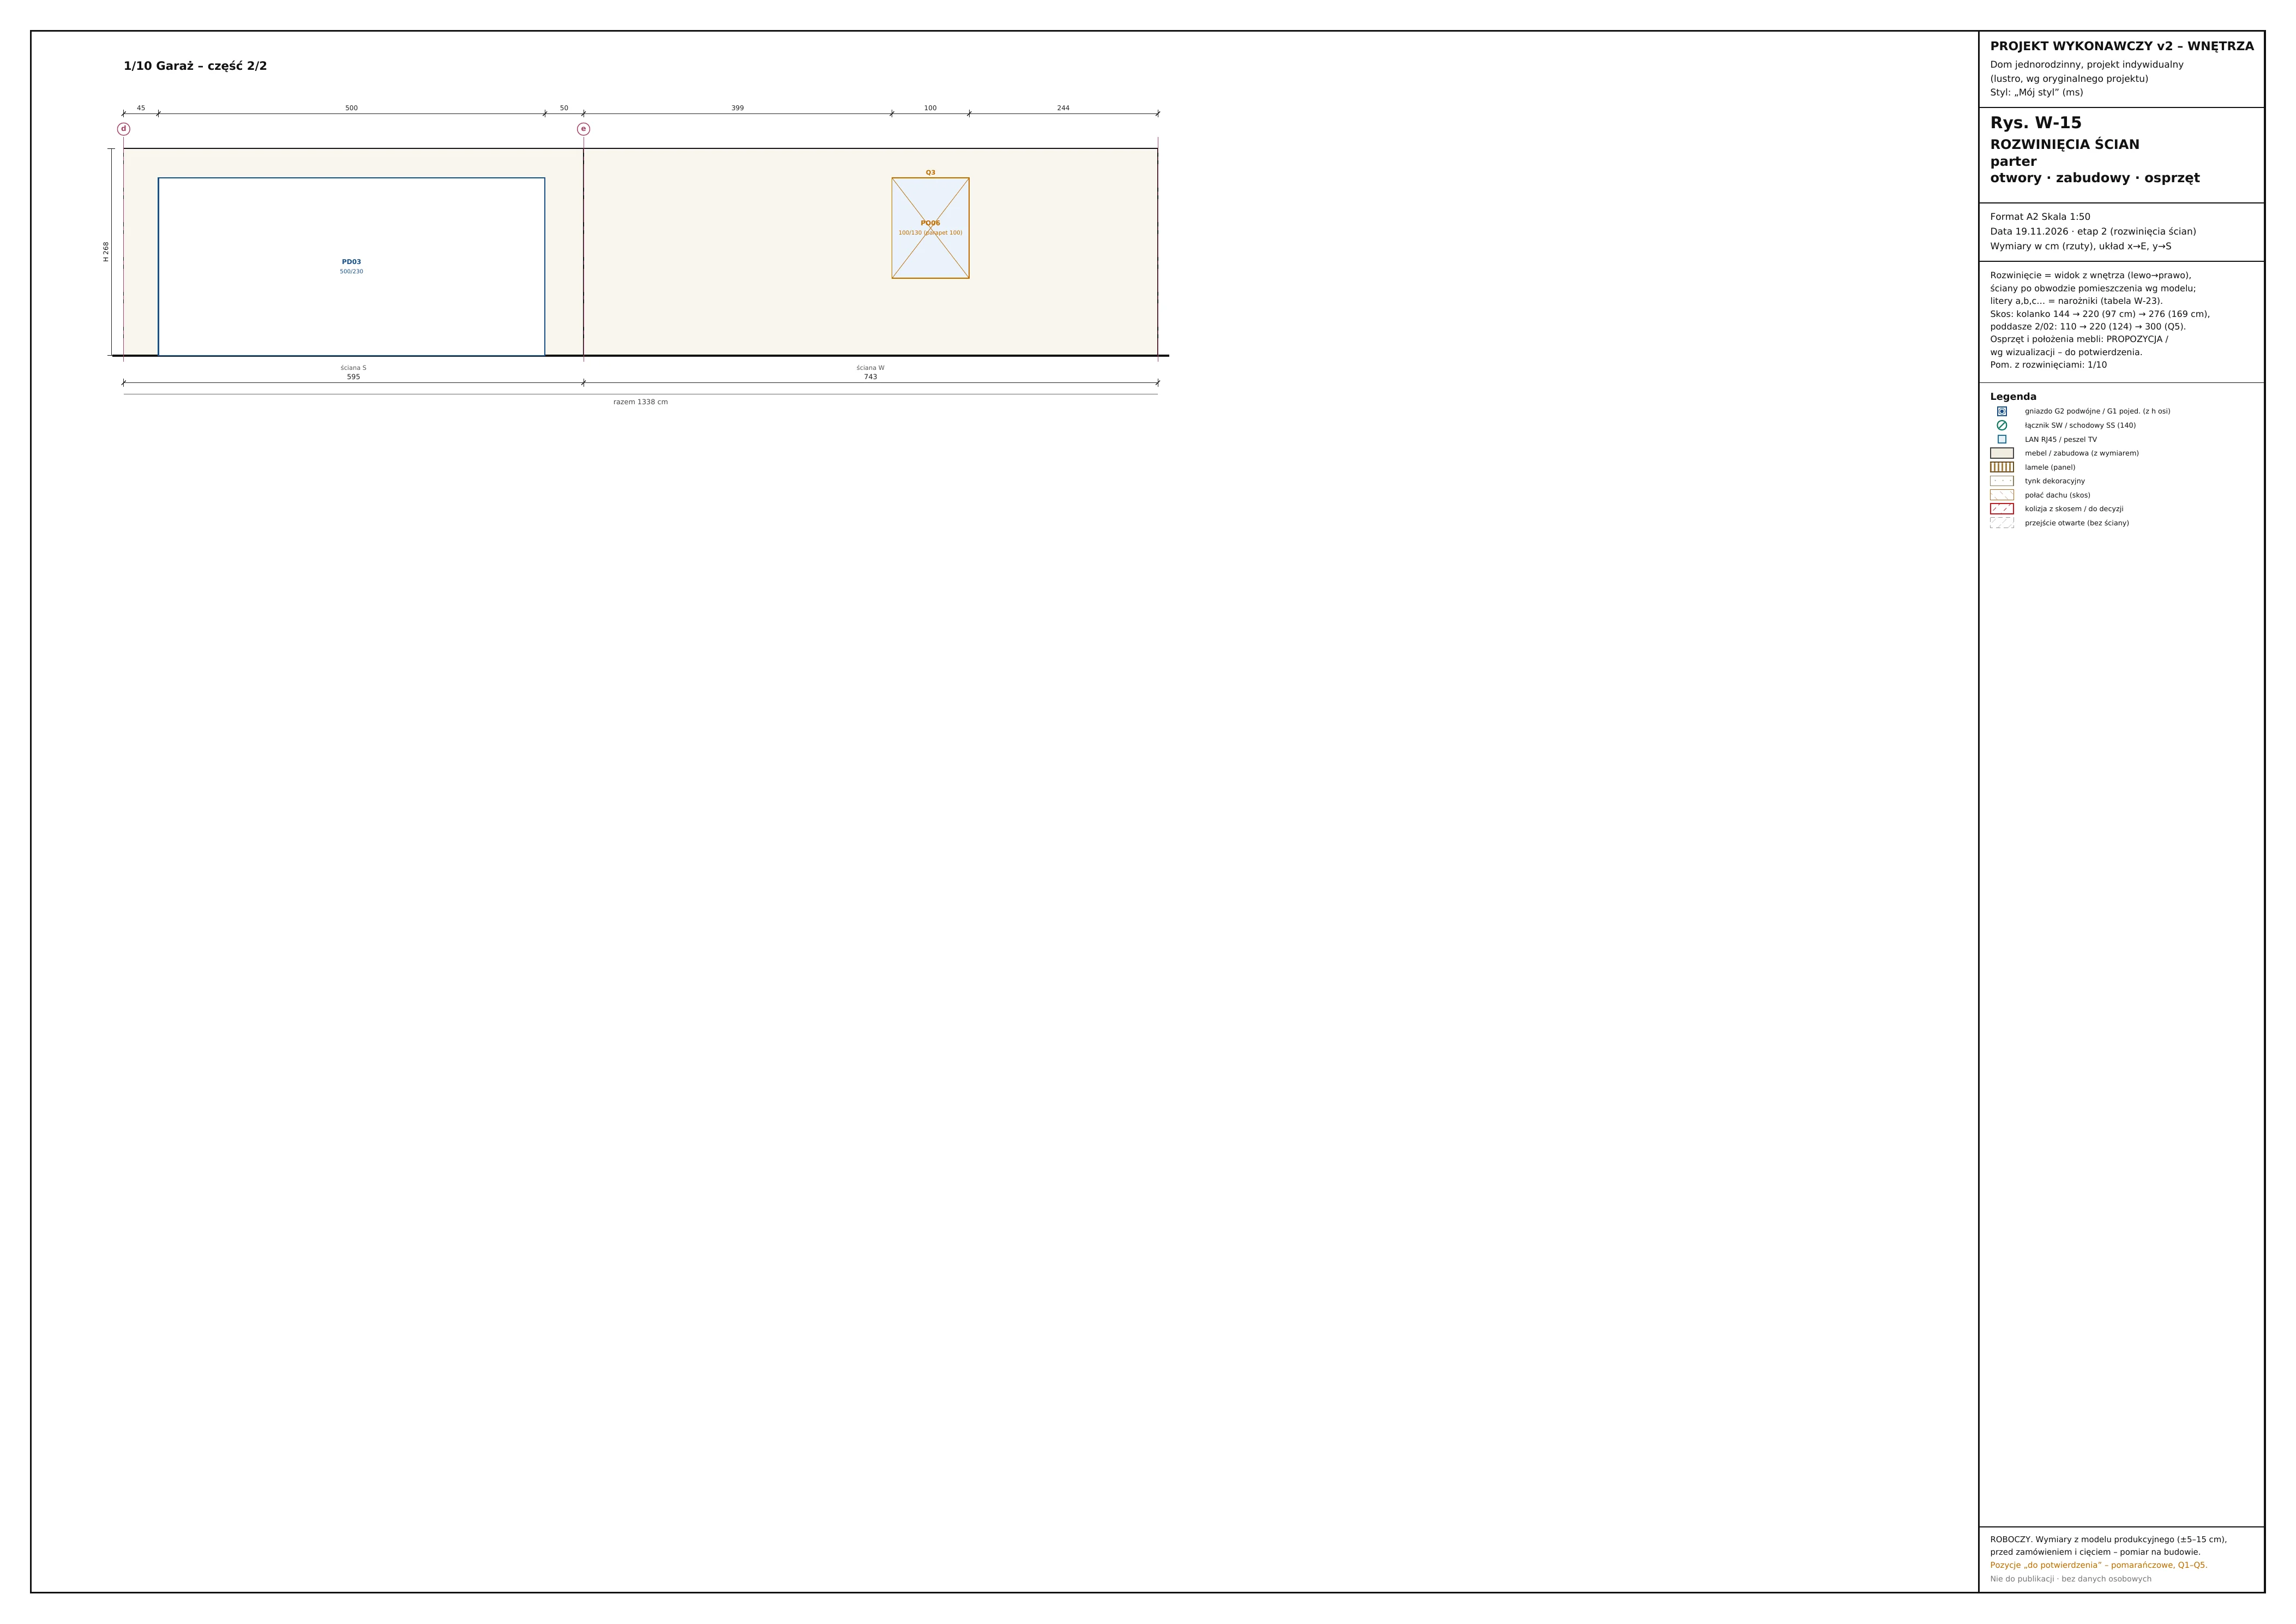 1/10 Garaż – część 2/2
45
500
50
399
100
244
d
e
H 268
Q3
PO06
100/130 (parapet 100)
PD03
500/230
ściana S
595
ściana W
743
razem 1338 cm
PROJEKT WYKONAWCZY v2 – WNĘTRZA
Dom jednorodzinny, projekt indywidualny
(lustro, wg oryginalnego projektu)
Styl: „Mój styl” (ms)
Rys. W-15
ROZWINIĘCIA ŚCIAN
parter
otwory · zabudowy · osprzęt
Format A2 Skala 1:50
Data 19.11.2026 · etap 2 (rozwinięcia ścian)
Wymiary w cm (rzuty), układ x→E, y→S
Rozwinięcie = widok z wnętrza (lewo→prawo),
ściany po obwodzie pomieszczenia wg modelu;
litery a,b,c... = narożniki (tabela W-23).
Skos: kolanko 144 → 220 (97 cm) → 276 (169 cm),
poddasze 2/02: 110 → 220 (124) → 300 (Q5).
Osprzęt i położenia mebli: PROPOZYCJA /
wg wizualizacji – do potwierdzenia.
Pom. z rozwinięciami: 1/10
Legenda
gniazdo G2 podwójne / G1 pojed. (z h osi)
łącznik SW / schodowy SS (140)
LAN RJ45 / peszel TV
mebel / zabudowa (z wymiarem)
lamele (panel)
tynk dekoracyjny
połać dachu (skos)
kolizja z skosem / do decyzji
przejście otwarte (bez ściany)
ROBOCZY. Wymiary z modelu produkcyjnego (±5–15 cm),
przed zamówieniem i cięciem – pomiar na budowie.
Pozycje „do potwierdzenia” – pomarańczowe, Q1–Q5.
Nie do publikacji · bez danych osobowych